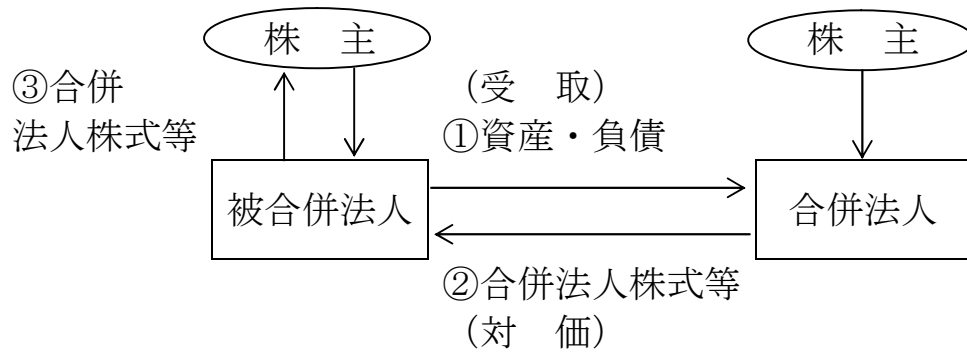 株　主
株　主
③合併
法人株式等
（受　取）
①資産・負債
被合併法人
合併法人
②合併法人株式等
（対　価）